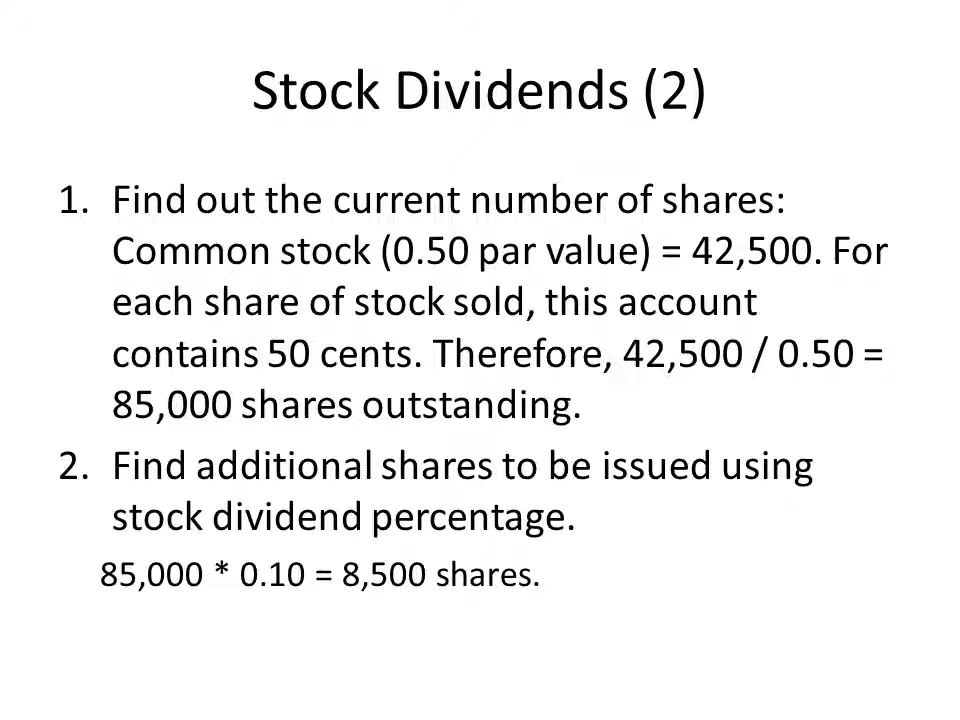 Stock Dividends (2)
1. Find out the current number of shares:
Common stock (0.50 par value) = 42,500. For
each share of stock sold, this account
contains 50 cents. Therefore, 42,500 / 0.50 =
85,000 shares outstanding.
2. Find additional shares to be issued using
stock dividend percentage.
85,000 * 0.10 = 8,500 shares.